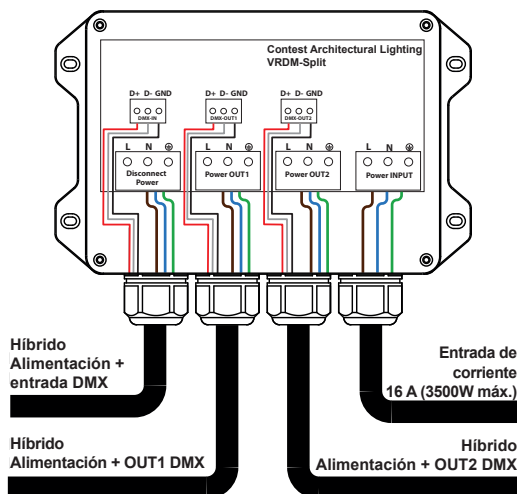 Contest Architectural Lighting
VRDM-Split
D+ D- GND
DMX-IN
D+ D- GND
DMX-OUT1
D+ D- GND
DMX-OUT2
L N
Disconnect
Power
L N
Power OUT1
L N
Power OUT2
L N
Power INPUT
Híbrido
Alimentación +
entrada DMX
Entrada de
corriente
16 A (3500W máx.)
Híbrido
Alimentación + OUT1 DMX
Híbrido
Alimentación + OUT2 DMX